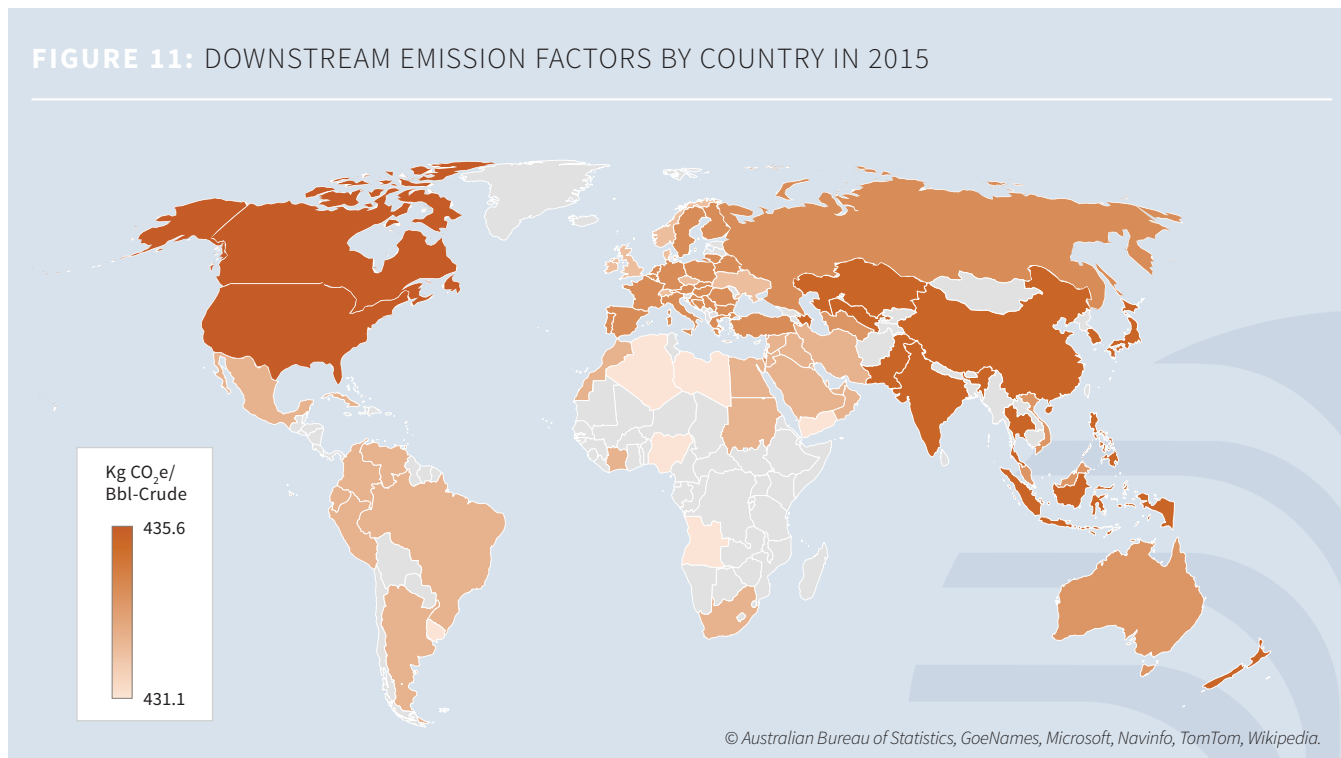 FIGURE 11: DOWNSTREAM EMISSION FACTORS BY COUNTRY IN 2015
Kg CO₂e/
Bbl-Crude
435.6
431.1
© Australian Bureau of Statistics, GoeNames, Microsoft, Navinfo, TomTom, Wikipedia.